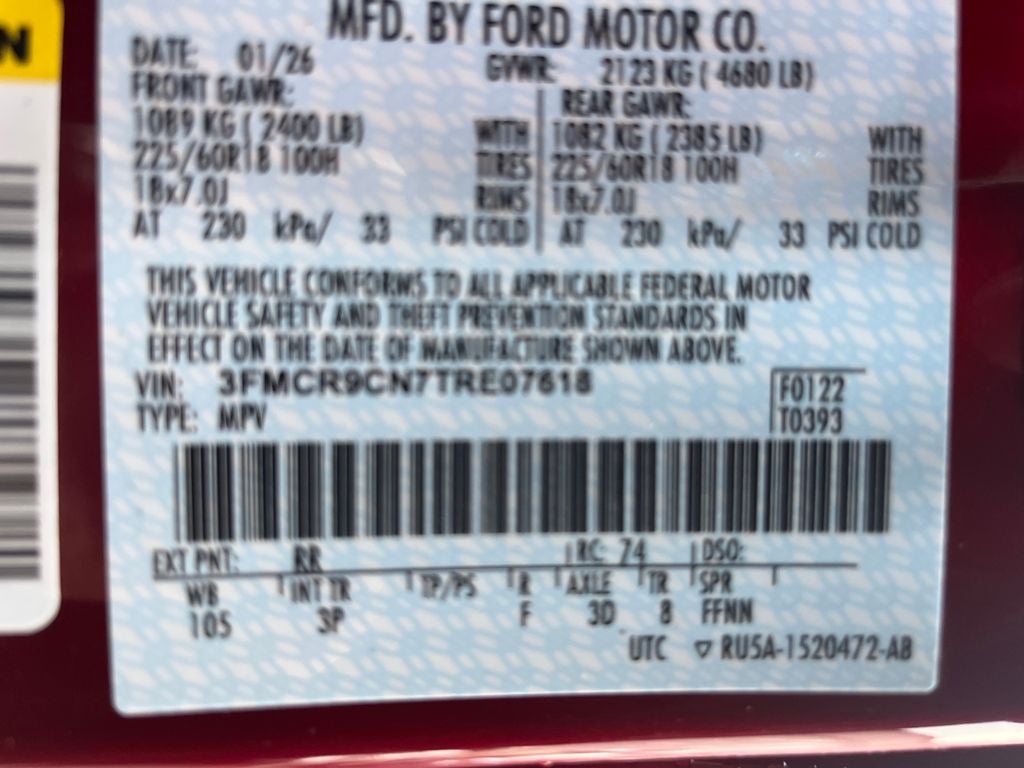 N
MFD. BY FORD MOTOR CO.
DATE: 01/26 GVWR: 2123 KG ( 4680 LB)
FRONT GAWR: REAR GAWR:
1089 KG ( 2400 LB) WITH 1082 KG ( 2385 LB) WITH
225/60R18 100H TIRES 225/60R18 100H TIRES
18x7.0J RIMS 18x7.0J RIMS
AT 230 kPa/ 33 PSI COLD AT 230 kPa/ 33 PSI COLD
THIS VEHICLE CONFORMS TO ALL APPLICABLE FEDERAL MOTOR
VEHICLE SAFETY AND THEFT PREVENTION STANDARDS IN
EFFECT ON THE DATE OF MANUFACTURE SHOWN ABOVE.
VIN: 3FMCR9CN7TRE07618 F0122
TYPE: MPV T0393
EXT PNT: RR RC: 74 DSO:
WB INT TR TP/PS R AXLE TR SPR
105 3P F 3D 8 FFNN
UTC ▽ RU5A-1520472-AB